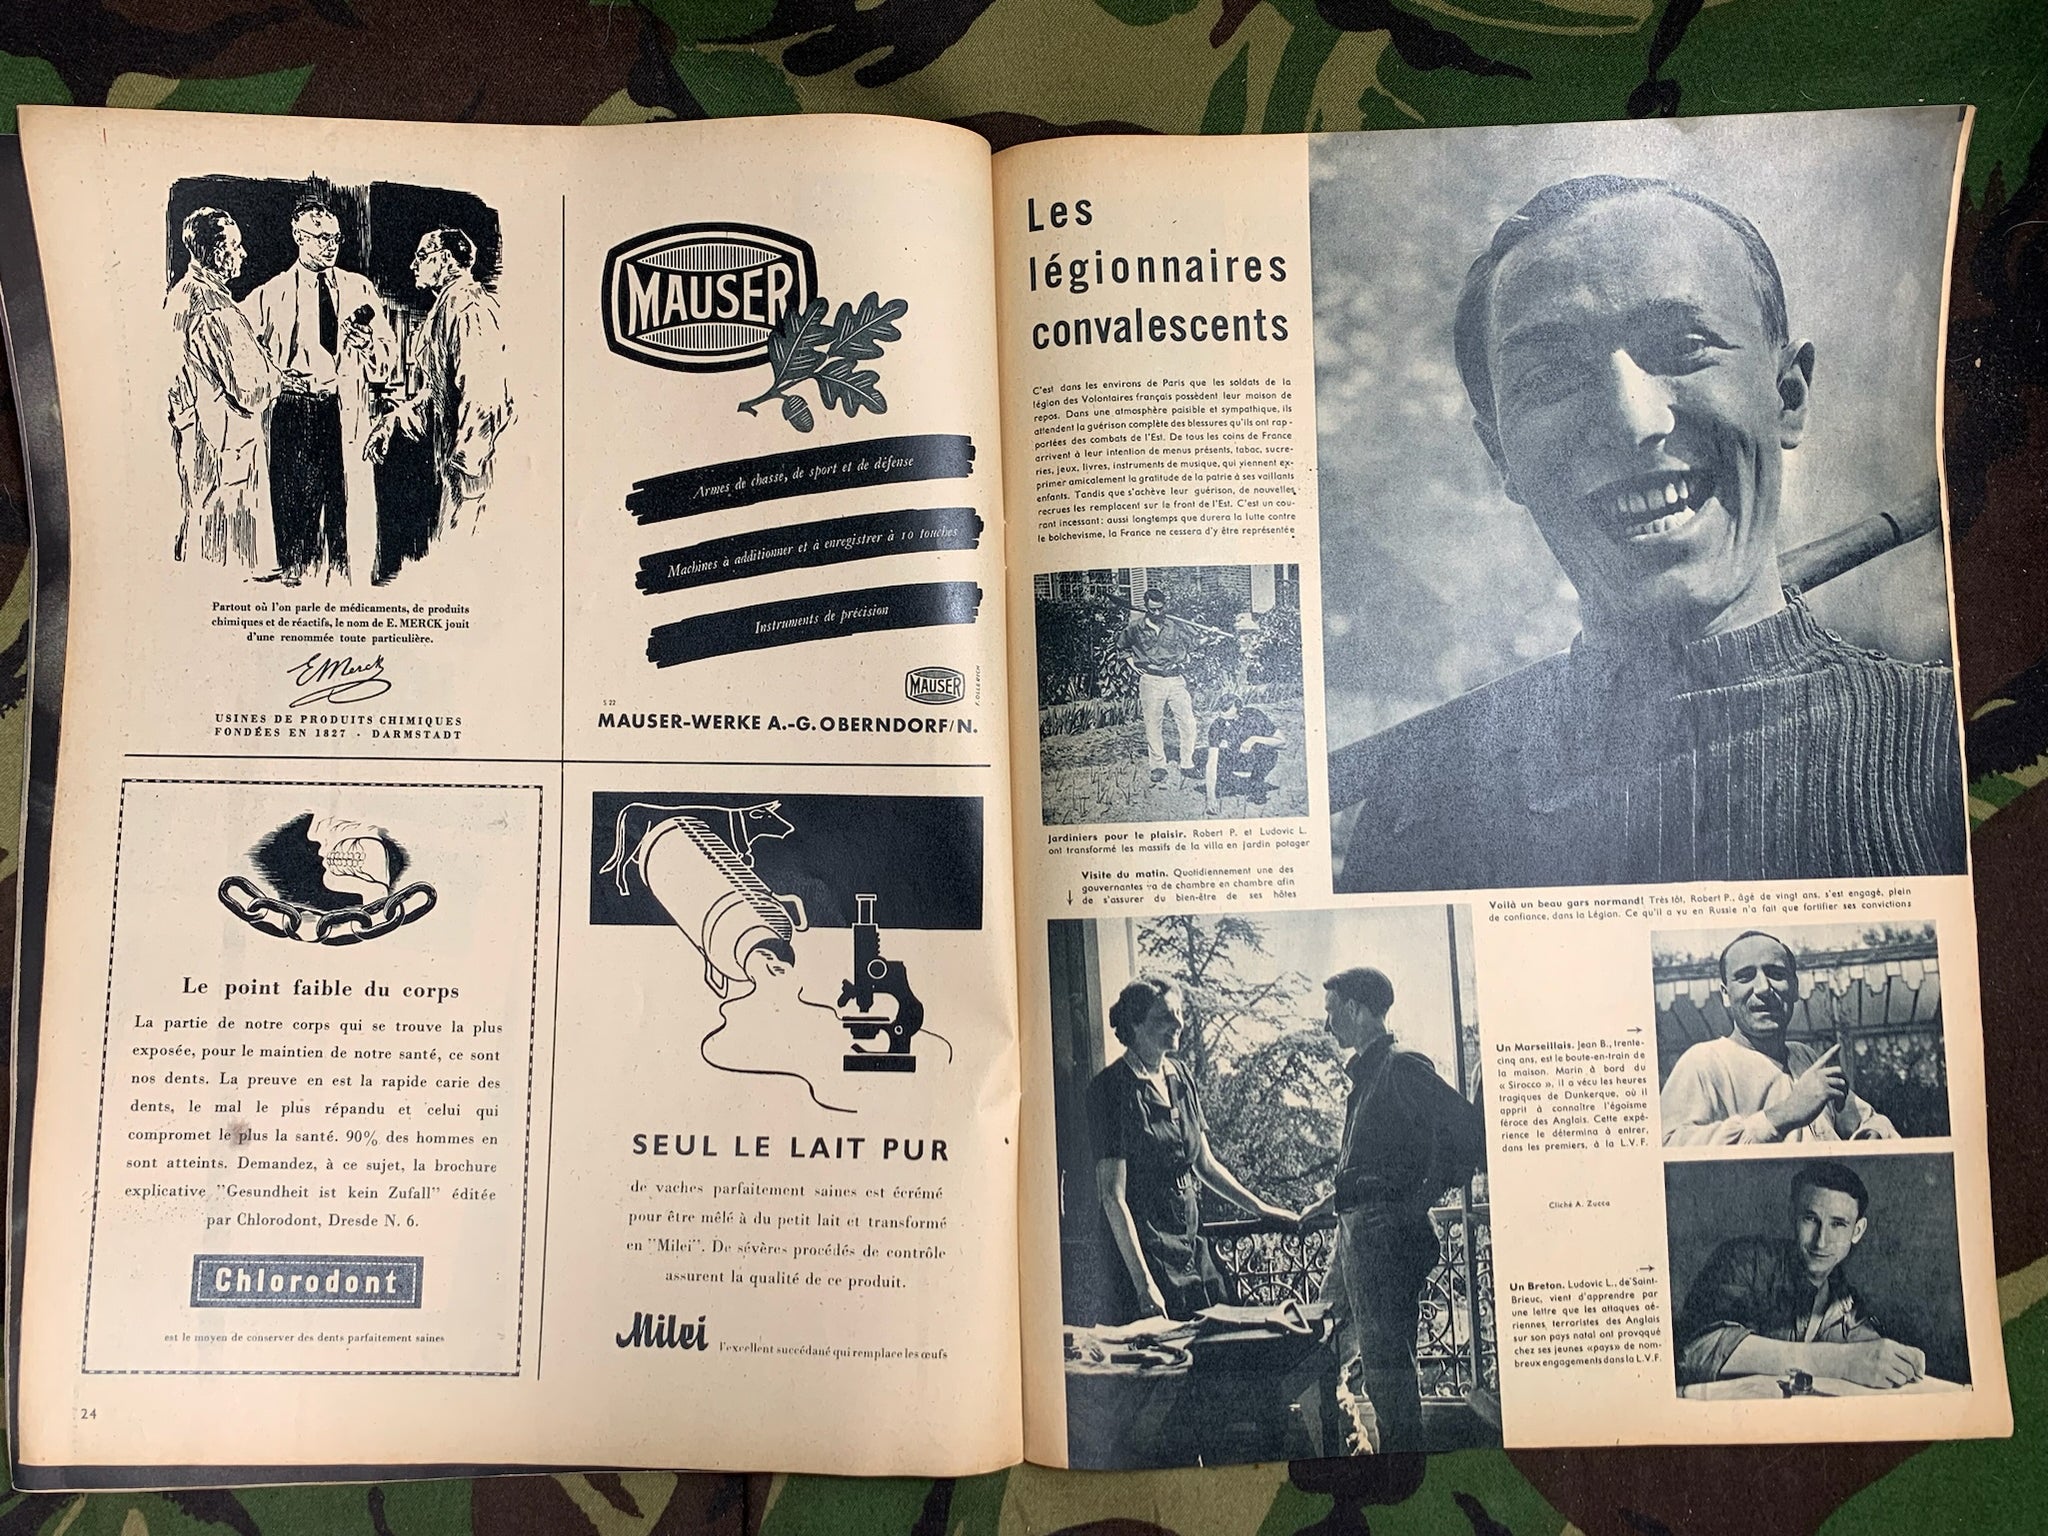 Partout où l'on parle de médicaments, de produits
chimiques et de réactifs, le nom de E. MERCK jouit
d'une renommée toute particulière.
E Merck
USINES DE PRODUITS CHIMIQUES
FONDÉES EN 1827 - DARMSTADT
MAUSER
Armes de chasse, de sport et de défense
Machines à additionner et à enregistrer à 10 touches
Instruments de précision
MAUSER
F. OLLERICH
S 22
MAUSER-WERKE A.-G. OBERNDORF/N.
Le point faible du corps
La partie de notre corps qui se trouve la plus
exposée, pour le maintien de notre santé, ce sont
nos dents. La preuve en est la rapide carie des
dents, le mal le plus répandu et celui qui
compromet le plus la santé. 90% des hommes en
sont atteints. Demandez, à ce sujet, la brochure
explicative "Gesundheit ist kein Zufall" éditée
par Chlorodont, Dresde N. 6.
Chlorodont
est le moyen de conserver des dents parfaitement saines
SEUL LE LAIT PUR
de vaches parfaitement saines est écrémé
pour être mêlé à du petit lait et transformé
en "Milei". De sévères procédés de contrôle
assurent la qualité de ce produit.
Milei l'excellent succédané qui remplace les œufs
24
Les
légionnaires
convalescents
C'est dans les environs de Paris que les soldats de la
légion des Volontaires français possèdent leur maison de
repos. Dans une atmosphère paisible et sympathique, ils
attendent la guérison complète des blessures qu'ils ont rap-
portées des combats de l'Est. De tous les coins de France
arrivent à leur intention de menus présents, tabac, sucre-
ries, jeux, livres, instruments de musique, qui viennent ex-
primer amicalement la gratitude de la patrie à ses vaillants
enfants. Tandis que s'achève leur guérison, de nouvelles
recrues les remplacent sur le front de l'Est. C'est un cou-
rant incessant: aussi longtemps que durera la lutte contre
le bolchevisme, la France ne cessera d'y être représentée
Jardiniers pour le plaisir. Robert P. et Ludovic L.
ont transformé les massifs de la villa en jardin potager
Visite du matin. Quotidiennement une des
gouvernantes va de chambre en chambre afin
de s'assurer du bien-être de ses hôtes
Voilà un beau gars normand! Très tôt, Robert P., âgé de vingt ans, s'est engagé, plein
de confiance, dans la Légion. Ce qu'il a vu en Russie n'a fait que fortifier ses convictions
Un Marseillais. Jean B., trente-
cinq ans, est le boute-en-train de
la maison. Marin à bord du
« Sirocco », il a vécu les heures
tragiques de Dunkerque, où il
apprit à connaître l'égoïsme
féroce des Anglais. Cette expé-
rience le détermina à entrer,
dans les premiers, à la L.V.F.
Cliché A. Zucca
Un Breton. Ludovic L., de Saint-
Brieuc, vient d'apprendre par
une lettre que les attaques aé-
riennes terroristes des Anglais
sur son pays natal ont provoqué
chez ses jeunes «pays» de nom-
breux engagements dans la L.V.F.